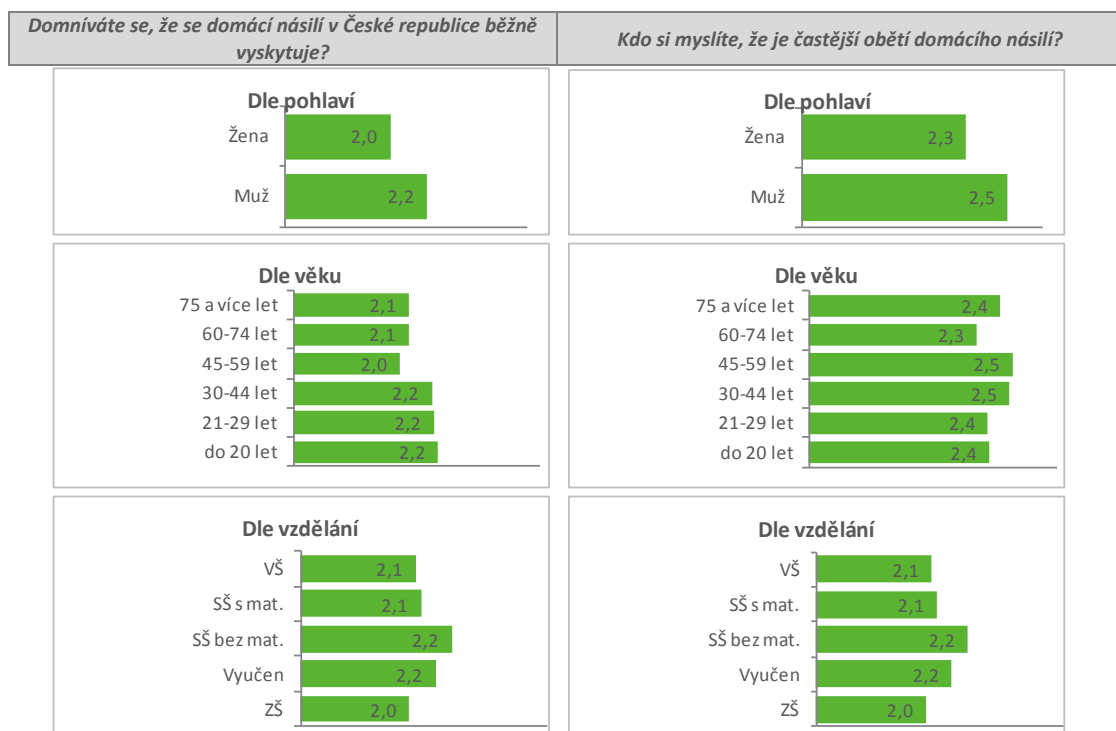 Domníváte se, že se domácí násilí v České republice běžně
vyskytuje?
Kdo si myslíte, že je častější obětí domácího násilí?
Dle pohlaví
Žena 2,0
Muž 2,2
Dle pohlaví
Žena 2,3
Muž 2,5
Dle věku
75 a více let 2,1
60-74 let 2,1
45-59 let 2,0
30-44 let 2,2
21-29 let 2,2
do 20 let 2,2
Dle věku
75 a více let 2,4
60-74 let 2,3
45-59 let 2,5
30-44 let 2,5
21-29 let 2,4
do 20 let 2,4
Dle vzdělání
VŠ 2,1
SŠ s mat. 2,1
SŠ bez mat. 2,2
Vyučen 2,2
ZŠ 2,0
Dle vzdělání
VŠ 2,1
SŠ s mat. 2,1
SŠ bez mat. 2,2
Vyučen 2,2
ZŠ 2,0